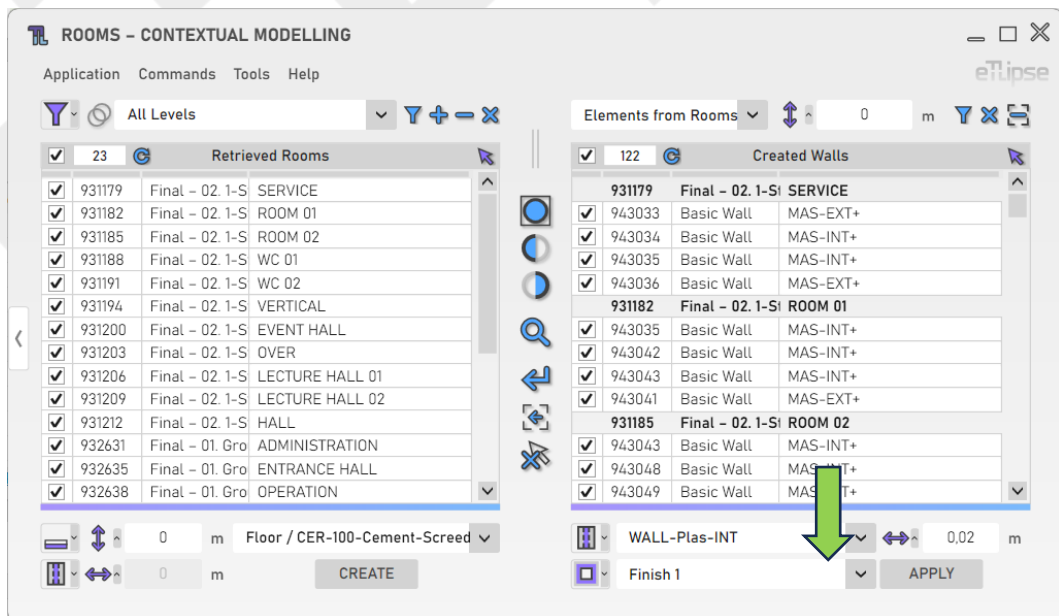 ROOMS – CONTEXTUAL MODELLING
Application Commands Tools Help
eTLipse
All Levels
Elements from Rooms 0 m
23 Retrieved Rooms
931179 Final – 02. 1-S SERVICE
931182 Final – 02. 1-S ROOM 01
931185 Final – 02. 1-S ROOM 02
931188 Final – 02. 1-S WC 01
931191 Final – 02. 1-S WC 02
931194 Final – 02. 1-S VERTICAL
931200 Final – 02. 1-S EVENT HALL
931203 Final – 02. 1-S OVER
931206 Final – 02. 1-S LECTURE HALL 01
931209 Final – 02. 1-S LECTURE HALL 02
931212 Final – 02. 1-S HALL
932631 Final – 01. Gro ADMINISTRATION
932635 Final – 01. Gro ENTRANCE HALL
932638 Final – 01. Gro OPERATION
122 Created Walls
931179 Final – 02. 1-St SERVICE
943033 Basic Wall MAS-EXT+
943034 Basic Wall MAS-INT+
943035 Basic Wall MAS-INT+
943036 Basic Wall MAS-EXT+
931182 Final – 02. 1-St ROOM 01
943035 Basic Wall MAS-INT+
943042 Basic Wall MAS-INT+
943043 Basic Wall MAS-INT+
943041 Basic Wall MAS-EXT+
931185 Final – 02. 1-St ROOM 02
943043 Basic Wall MAS-INT+
943048 Basic Wall
943049 Basic Wall
0 m Floor / CER-100-Cement-Screed
0 m CREATE
WALL-Plas-INT 0,02 m
Finish 1 APPLY